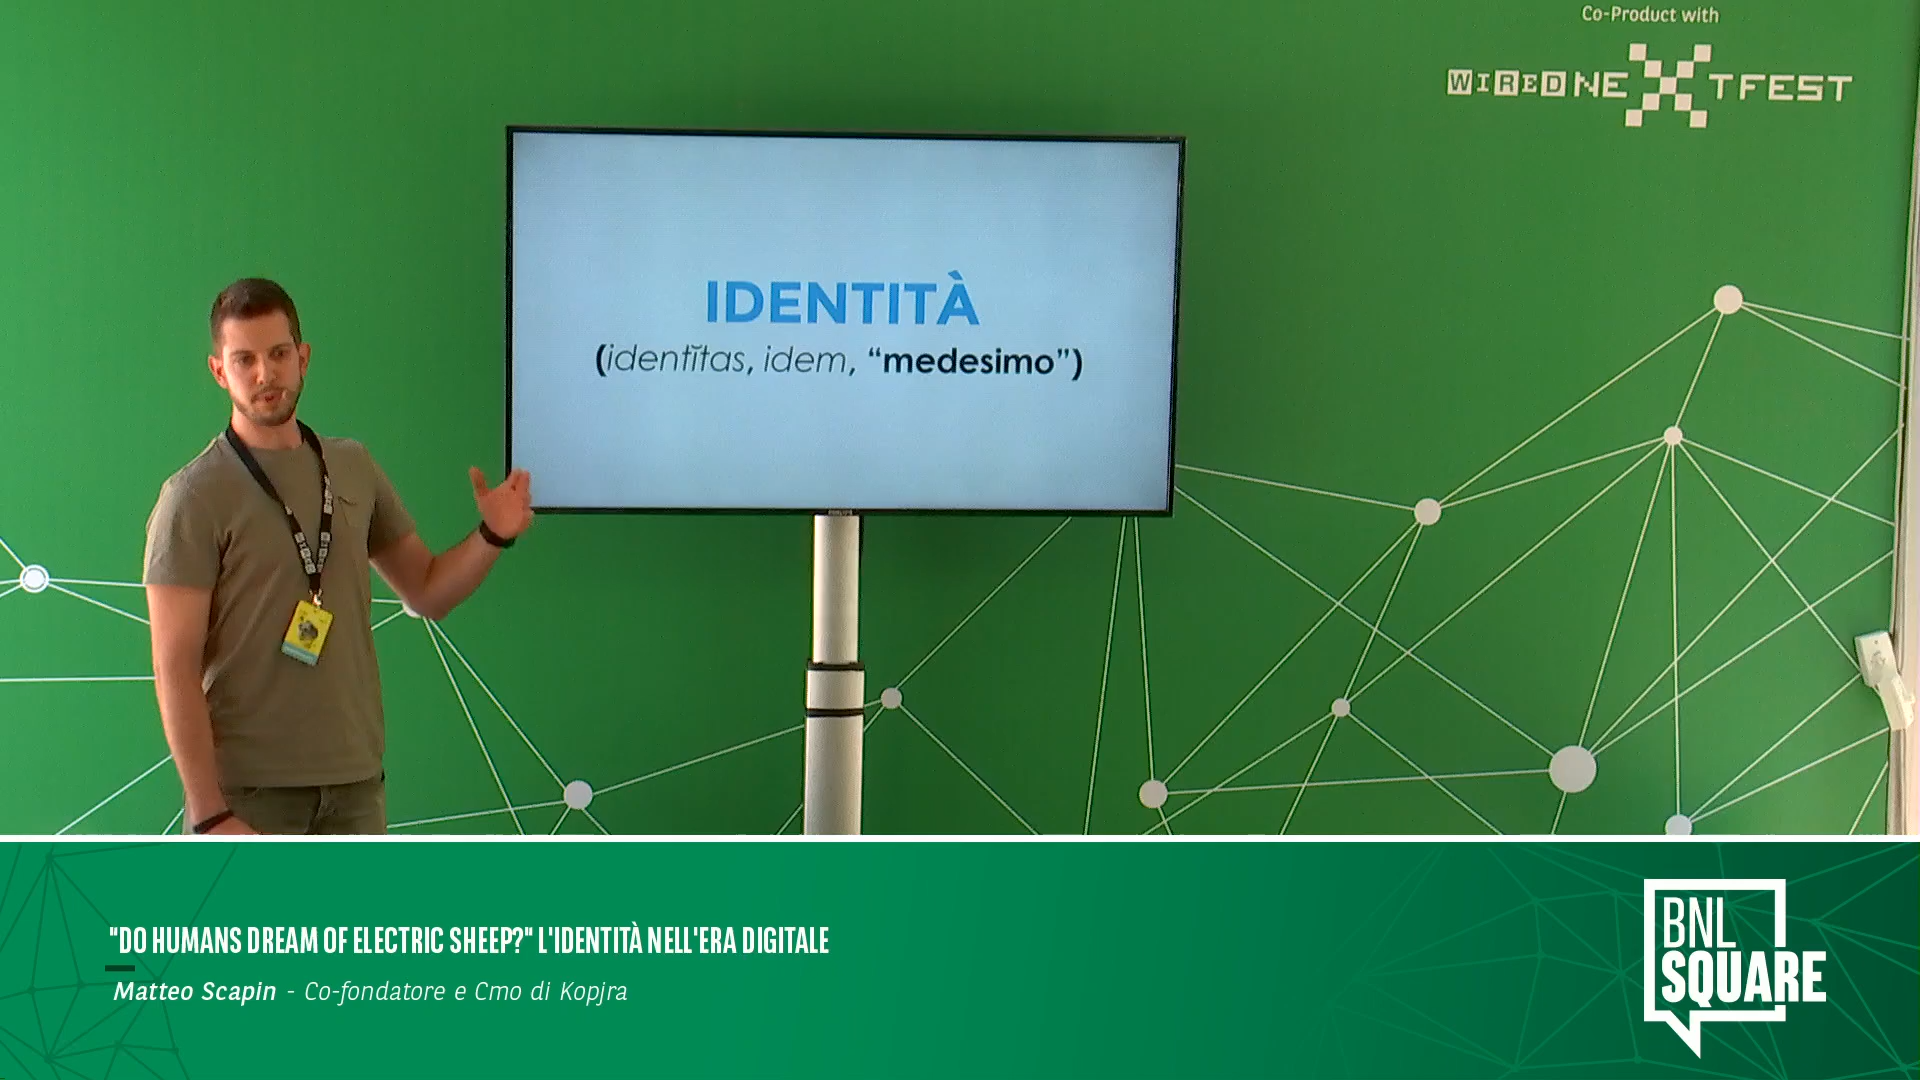 Co-Product with
WIRED NEXTFEST
IDENTITÀ
(identĭtas, idem, “medesimo”)
"DO HUMANS DREAM OF ELECTRIC SHEEP?" L'IDENTITÀ NELL'ERA DIGITALE
Matteo Scapin - Co-fondatore e Cmo di Kopjra
BNL
SQUARE